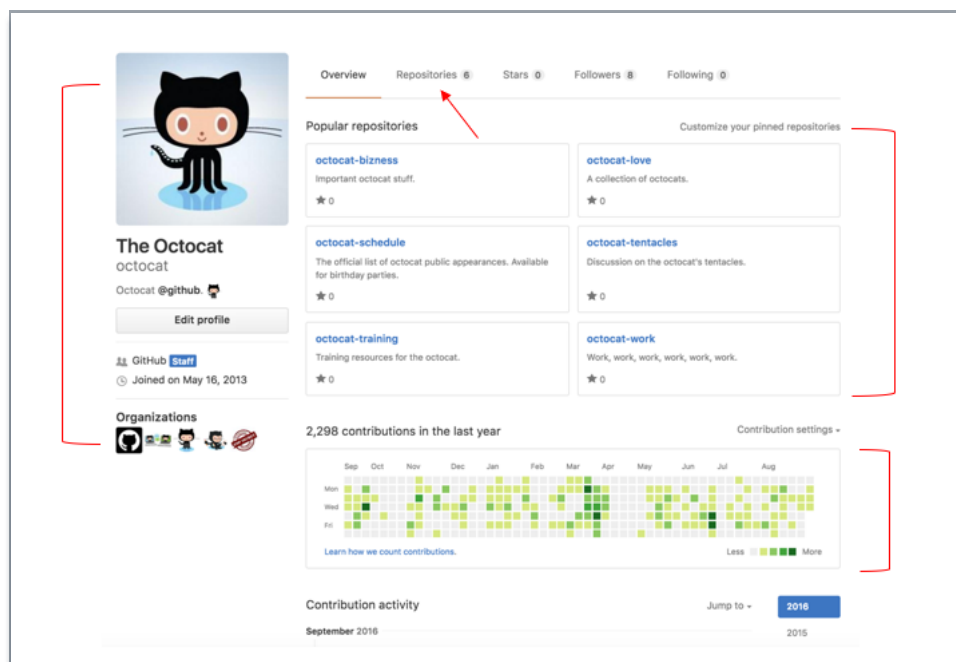 Overview Repositories 6 Stars 0 Followers 8 Following 0
Popular repositories
Customize your pinned repositories
octocat-bizness
Important octocat stuff.
0
octocat-love
A collection of octocats.
0
octocat-schedule
The official list of octocat public appearances. Available
for birthday parties.
0
octocat-tentacles
Discussion on the octocat's tentacles.
0
octocat-training
Training resources for the octocat.
0
octocat-work
Work, work, work, work, work, work.
0
The Octocat
octocat
Octocat @github.
Edit profile
GitHub Staff
Joined on May 16, 2013
Organizations
2,298 contributions in the last year
Contribution settings
Sep Oct Nov Dec Jan Feb Mar Apr May Jun Jul Aug
Mon
Wed
Fri
Learn how we count contributions.
Less More
Contribution activity
Jump to
2016
September 2016
2015